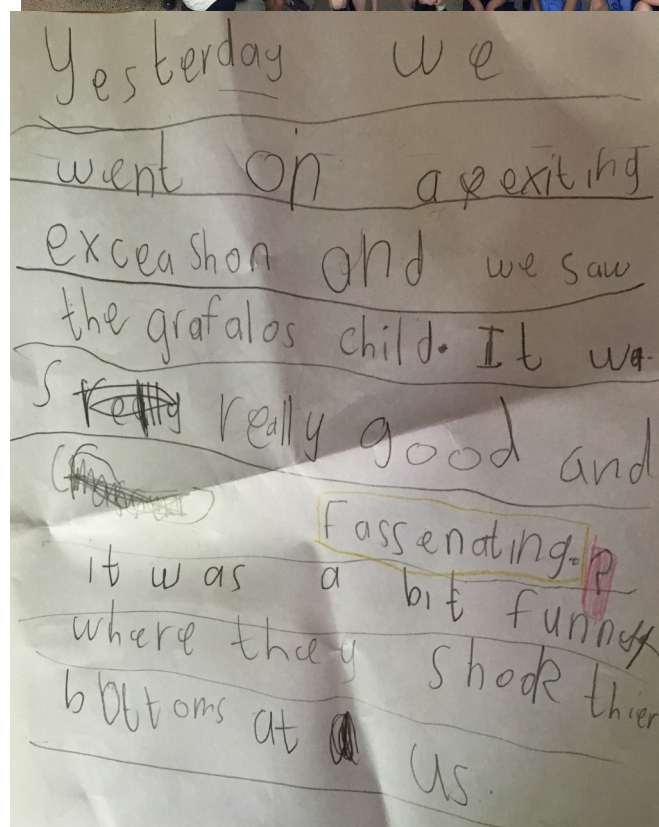 Yesterday we
went on a exiting
exceashon and we saw
the grafalos child. It wa
s really good and
Fassenating.
it was a bit funny
where they shook thier
bottoms at us.